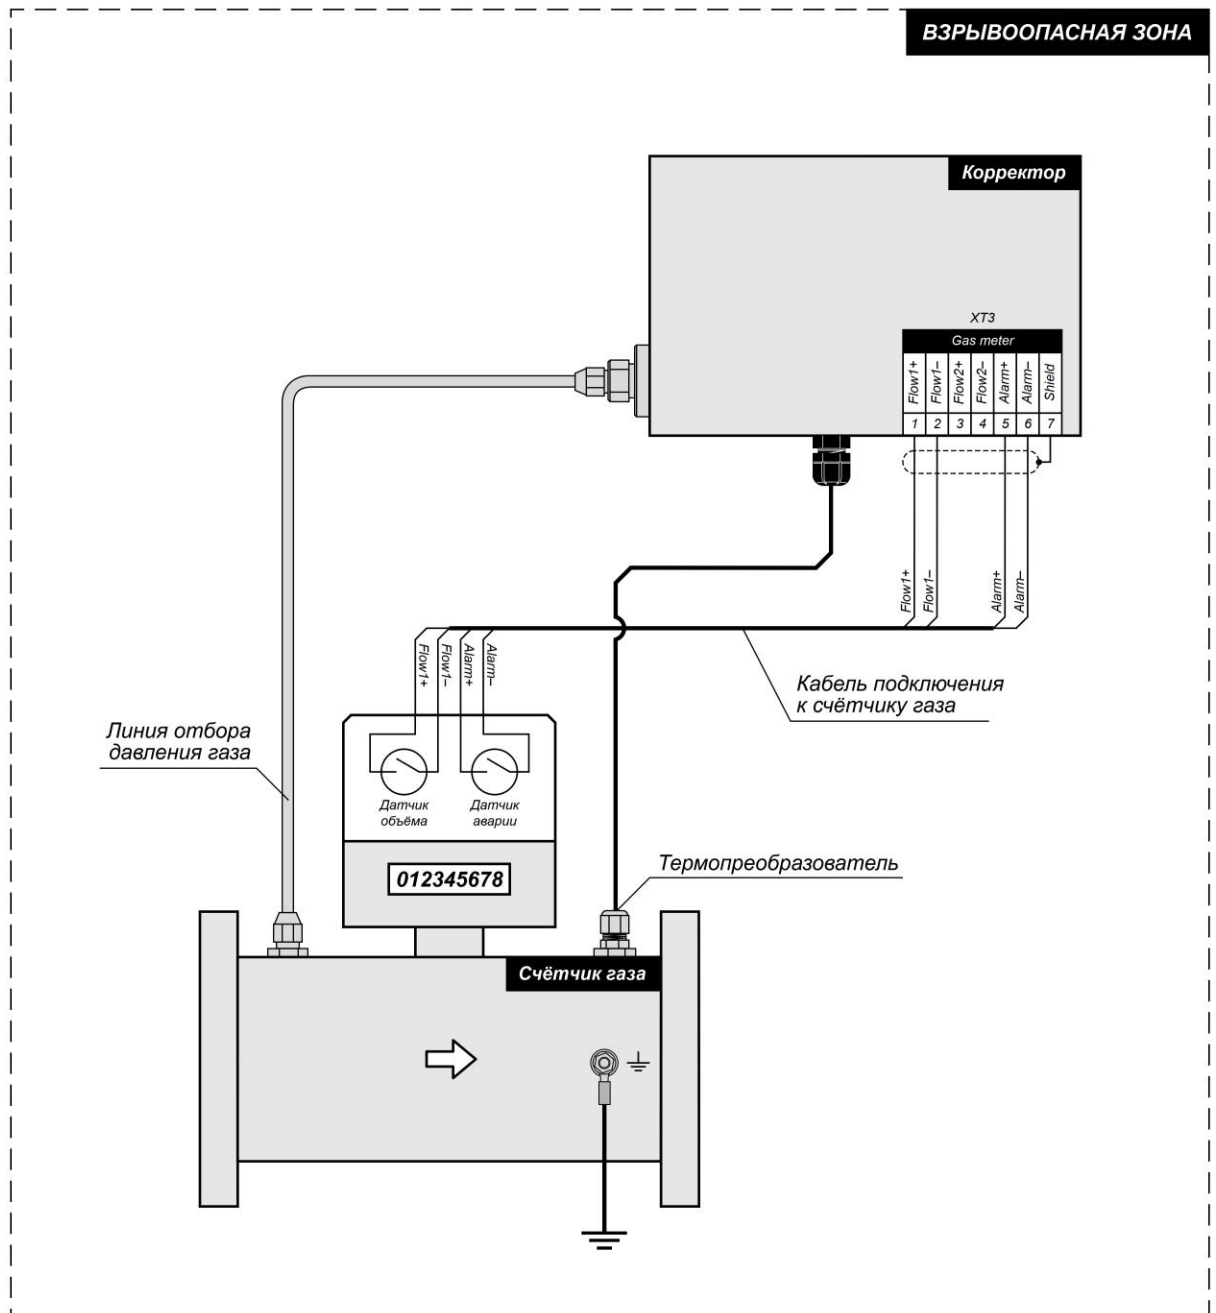 ВЗРЫВООПАСНАЯ ЗОНА
Корректор
XT3
Gas meter
Flow1+
Flow1–
Flow2+
Flow2–
Alarm+
Alarm–
Shield
1 2 3 4 5 6 7
Flow1+
Flow1–
Alarm+
Alarm–
Flow1+
Flow1–
Alarm+
Alarm–
Кабель подключения
к счётчику газа
Линия отбора
давления газа
Датчик
объёма
Датчик
аварии
012345678
Термопреобразователь
Счётчик газа